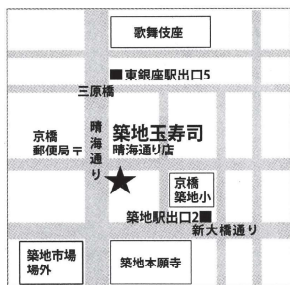 歌舞伎座
■東銀座駅出口5
三原橋
晴海通り
京橋
郵便局〒
築地玉寿司
晴海通り店
京橋
築地小
築地駅出口2■
新大橋通り
築地市場
場外
築地本願寺